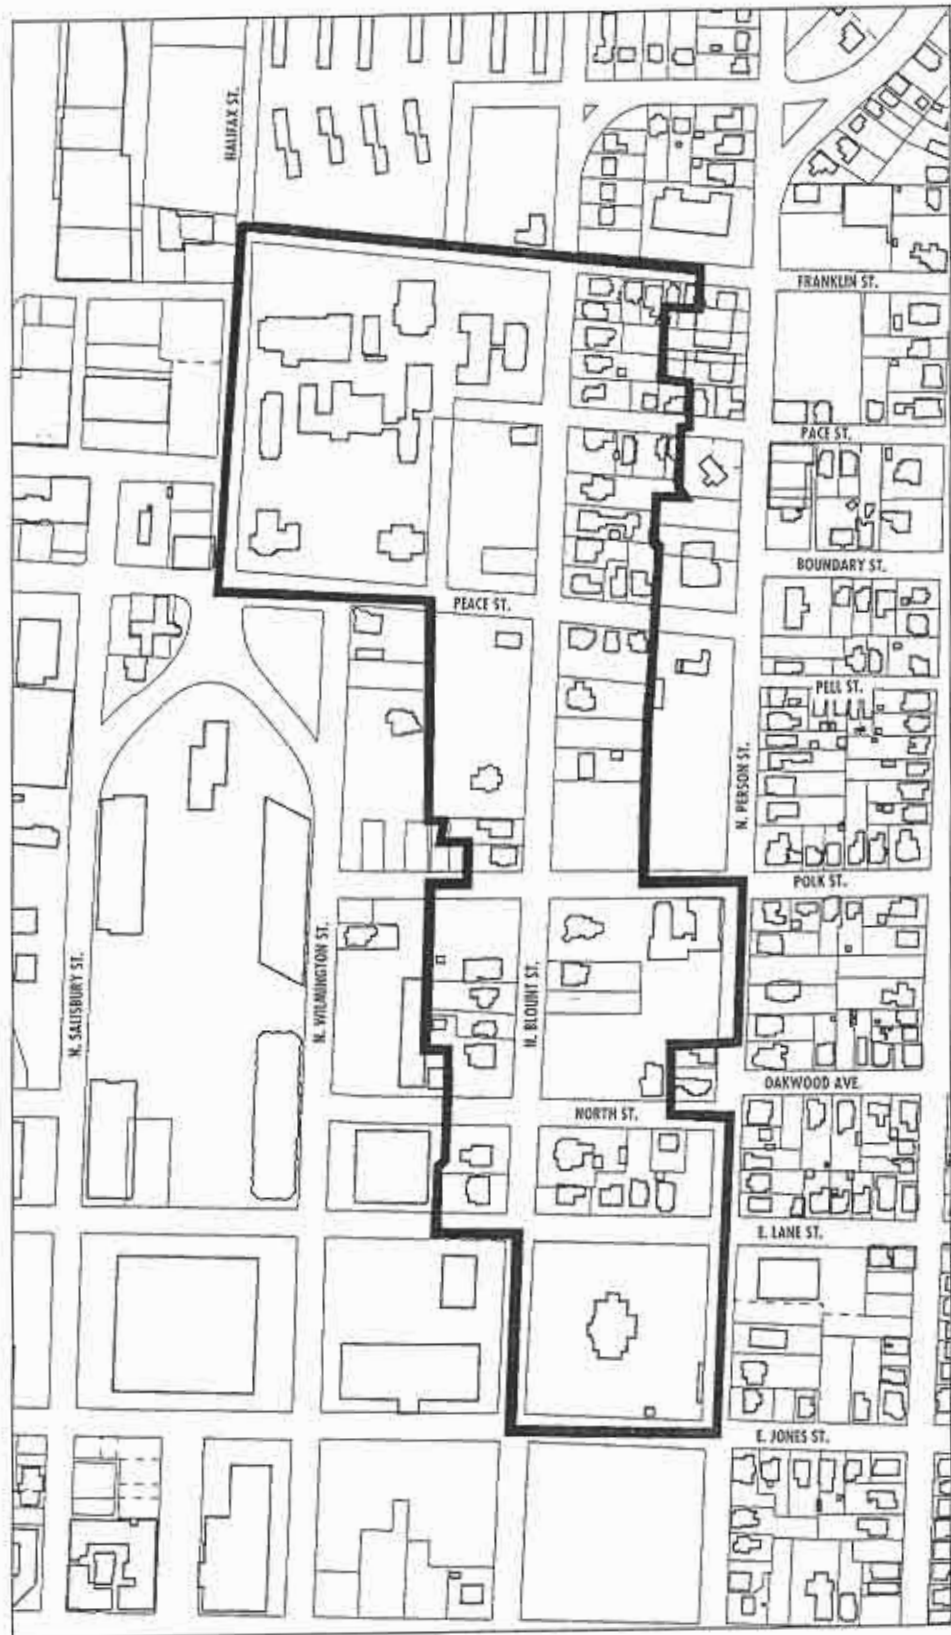 HALIFAX ST.
FRANKLIN ST.
PACE ST.
BOUNDARY ST.
PEACE ST.
PELL ST.
N. PERSON ST.
POLK ST.
N. SALISBURY ST.
N. WILMINGTON ST.
N. BLOUNT ST.
OAKWOOD AVE.
NORTH ST.
E. LANE ST.
E. JONES ST.